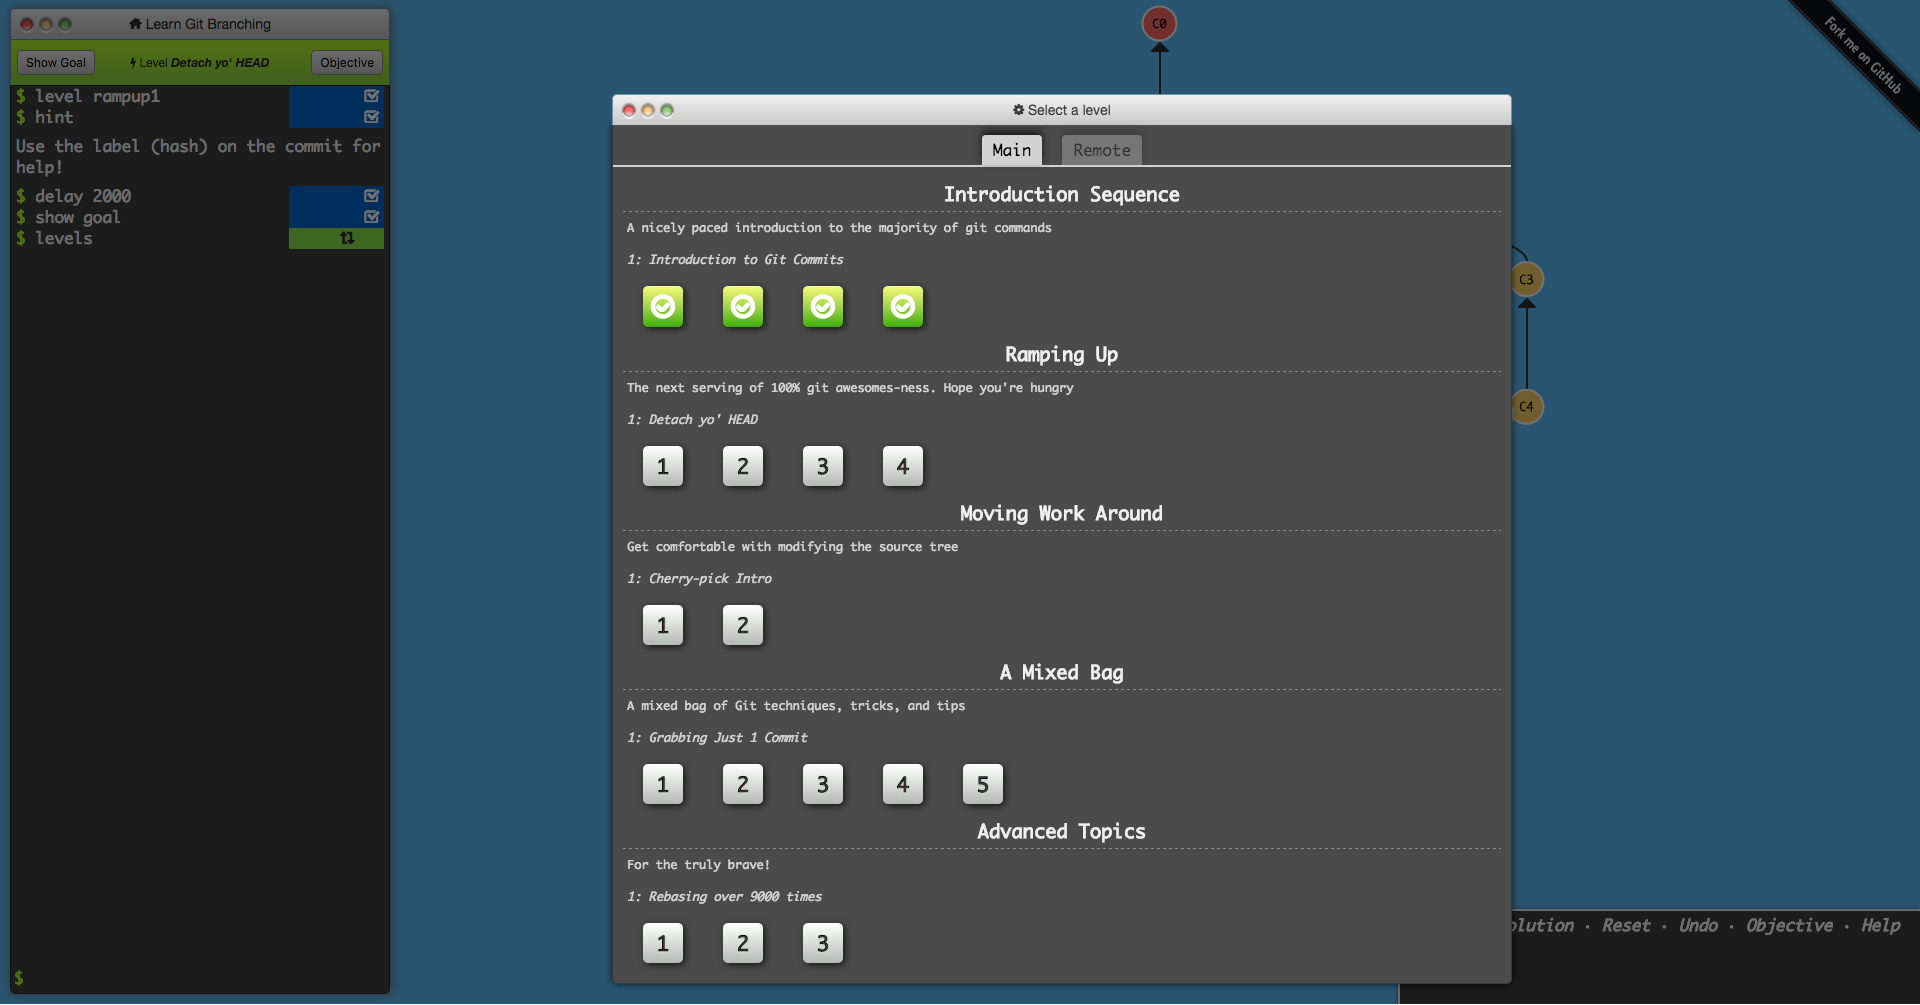 Learn Git Branching
Show Goal
Level Detach yo' HEAD
Objective
$ level rampup1
$ hint
Use the label (hash) on the commit for
help!
$ delay 2000
$ show goal
$ levels
$
C0
Fork me on GitHub
Select a level
Main
Remote
Introduction Sequence
A nicely paced introduction to the majority of git commands
1: Introduction to Git Commits
Ramping Up
The next serving of 100% git awesomes-ness. Hope you're hungry
1: Detach yo' HEAD
1 2 3 4
Moving Work Around
Get comfortable with modifying the source tree
1: Cherry-pick Intro
1 2
A Mixed Bag
A mixed bag of Git techniques, tricks, and tips
1: Grabbing Just 1 Commit
1 2 3 4 5
Advanced Topics
For the truly brave!
1: Rebasing over 9000 times
1 2 3
C3
C4
olution · Reset · Undo · Objective · Help